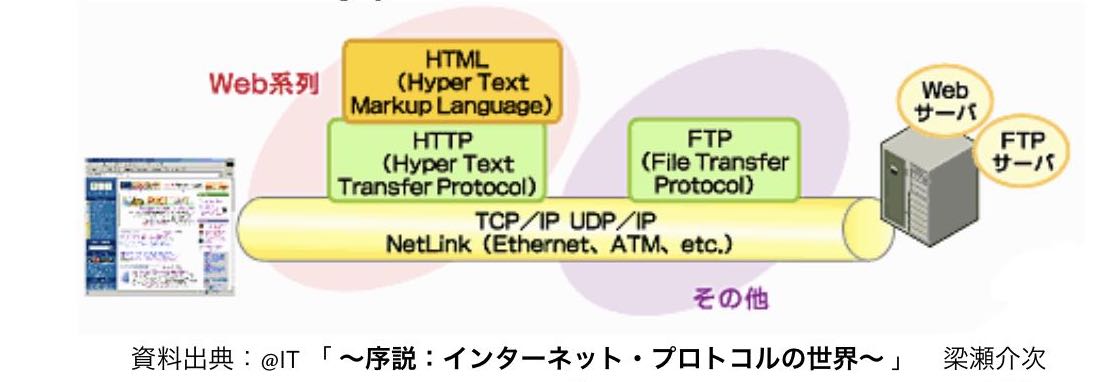 Web系列
HTML
（Hyper Text
Markup Language）
HTTP
（Hyper Text
Transfer Protocol）
FTP
（File Transfer
Protocol）
Web
サーバ
FTP
サーバ
TCP／IP UDP／IP
NetLink（Ethernet、ATM、etc.）
その他
資料出典：@IT 「 〜序説：インターネット・プロトコルの世界〜 」 梁瀬介次